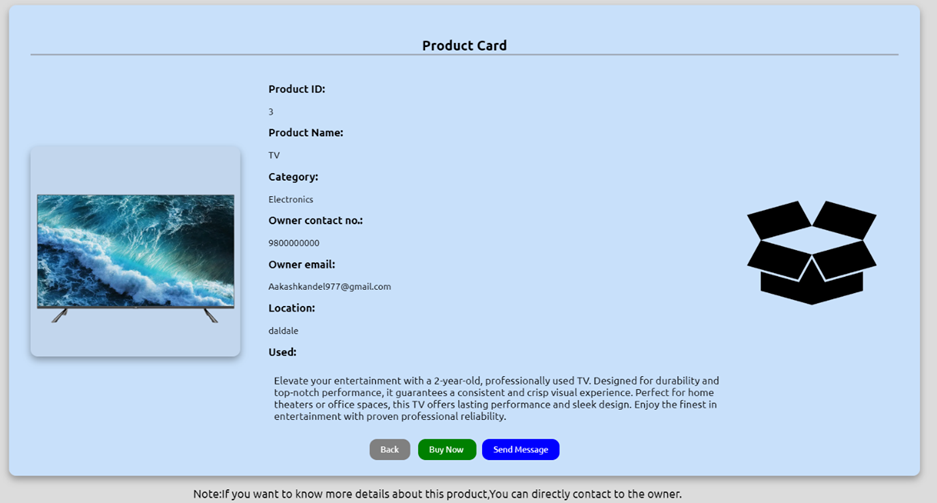 Product Card
Product ID:
3
Product Name:
TV
Category:
Electronics
Owner contact no.:
9800000000
Owner email:
Aakashkandel977@gmail.com
Location:
daldale
Used:
Elevate your entertainment with a 2-year-old, professionally used TV. Designed for durability and
top-notch performance, it guarantees a consistent and crisp visual experience. Perfect for home
theaters or office spaces, this TV offers lasting performance and sleek design. Enjoy the finest in
entertainment with proven professional reliability.
Back
Buy Now
Send Message
Note:If you want to know more details about this product,You can directly contact to the owner.